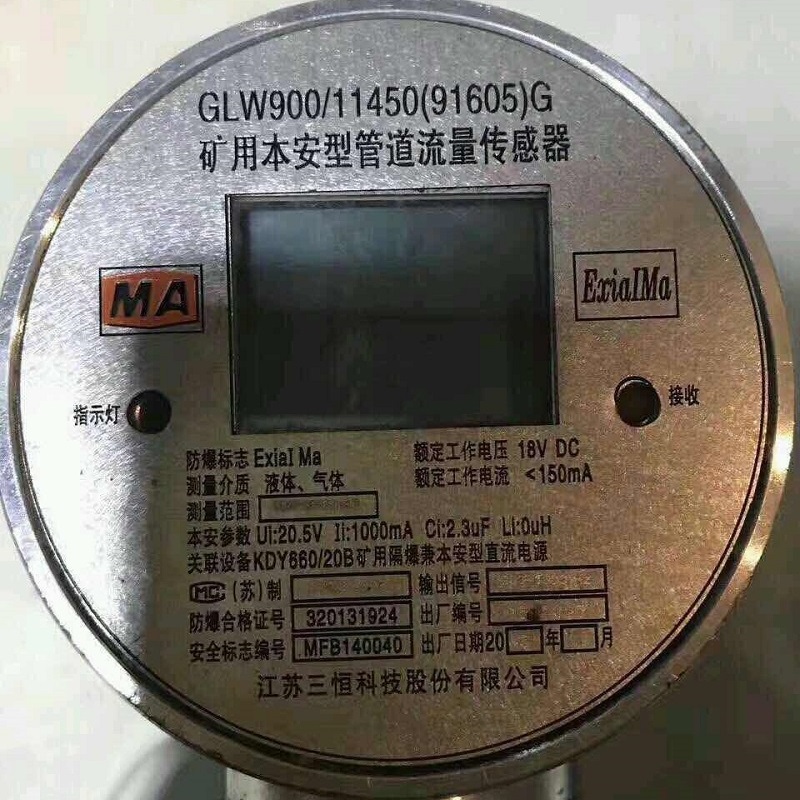 GLW900/11450(91605)G
矿用本安型管道流量传感器
MA
ExiaIMa
指示灯
接收
防爆标志 ExiaI Ma 额定工作电压 18V DC
测量介质 液体、气体 额定工作电流 <150mA
测量范围
本安参数 Ui:20.5V Ii:1000mA Ci:2.3uF Li:0uH
关联设备KDY660/20B矿用隔爆兼本安型直流电源
MC (苏)制 输出信号
防爆合格证号 320131924 出厂编号
安全标志编号 MFB140040 出厂日期20 年 月
江苏三恒科技股份有限公司